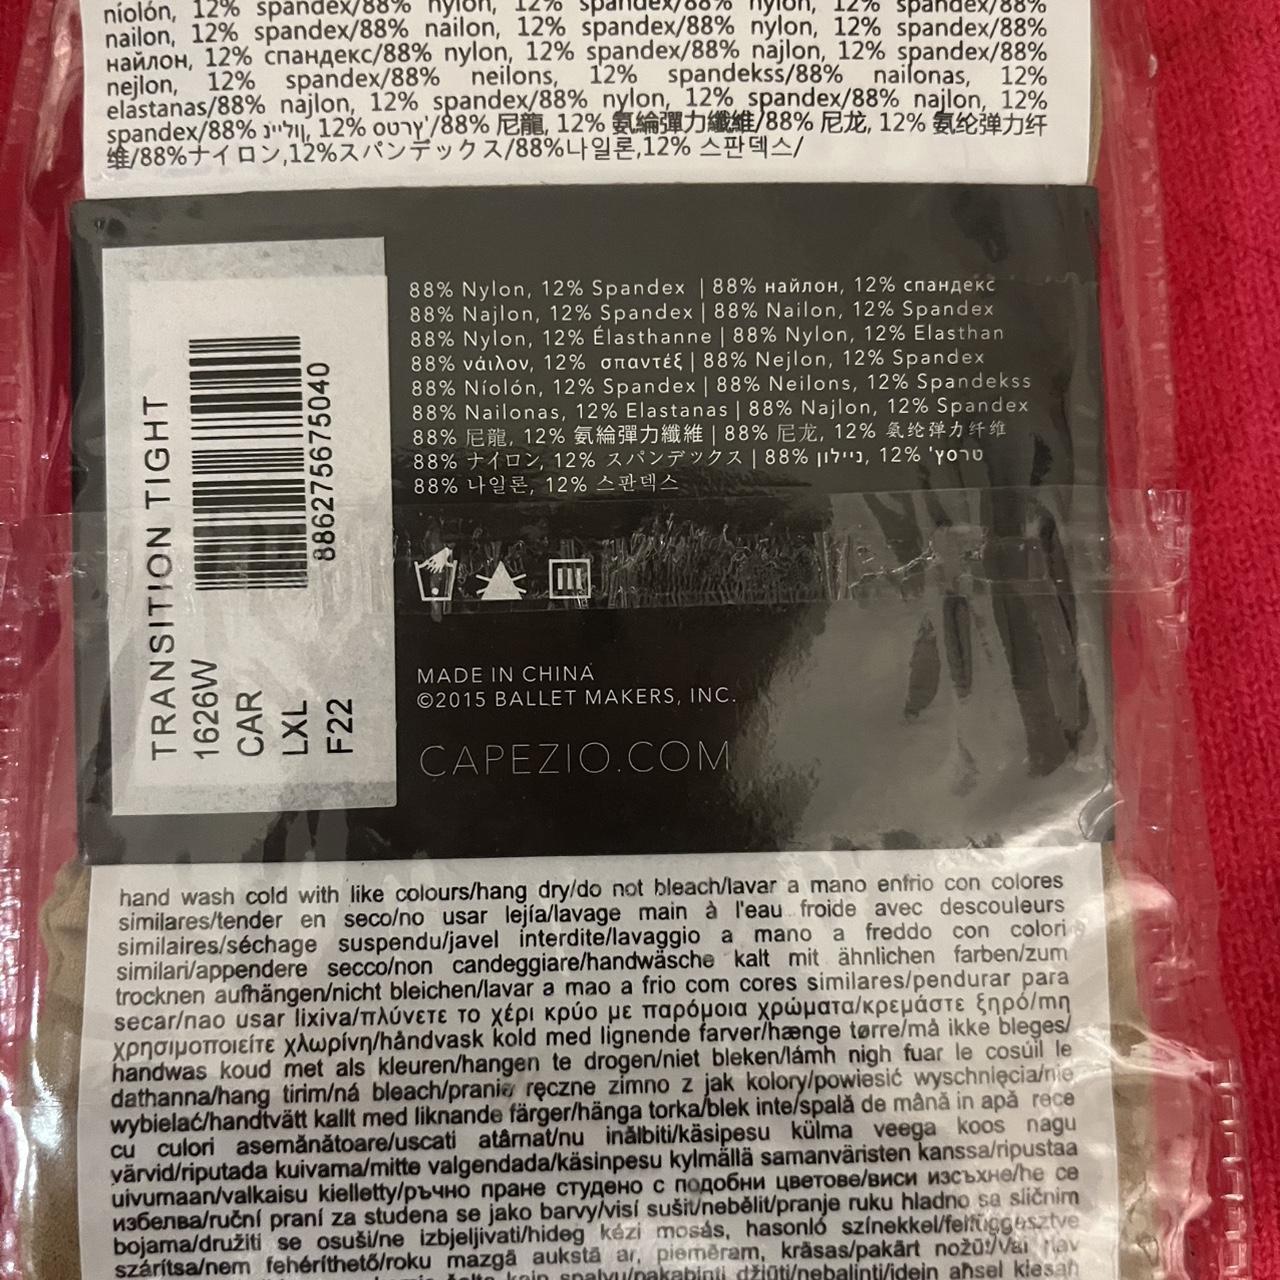 níolón, 12% spandex/88% nylon, 12% spandex/88% nylon, 12% spandex/88%
nailon, 12% spandex/88% nailon, 12% spandex/88% nylon, 12% spandex/88%
найлон, 12% спандекс/88% nylon, 12% spandex/88% najlon, 12% spandex/88%
nejlon, 12% spandex/88% neilons, 12% spandekss/88% nailonas, 12%
elastanas/88% najlon, 12% spandex/88% nylon, 12% spandex/88% najlon, 12%
spandex/88% ןוליינ, 12% סטרץ'/88% 尼龍, 12% 氨綸彈力纖維/88% 尼龙, 12% 氨纶弹力纤
维/88%ナイロン,12%スパンデックス/88%나일론,12% 스판덱스/
TRANSITION TIGHT
1626W
CAR
LXL
F22
88627567504​0
88% Nylon, 12% Spandex | 88% найлон, 12% спандекс
88% Najlon, 12% Spandex | 88% Nailon, 12% Spandex
88% Nylon, 12% Élasthanne | 88% Nylon, 12% Elasthan
88% νάιλον, 12% σπαντέξ | 88% Nejlon, 12% Spandex
88% Níolón, 12% Spandex | 88% Neilons, 12% Spandekss
88% Nailonas, 12% Elastanas | 88% Najlon, 12% Spandex
88% 尼龍, 12% 氨綸彈力纖維 | 88% 尼龙, 12% 氨纶弹力纤维
88% ナイロン, 12% スパンデックス | 88% ניילון, 12% סטרץ'
88% 나일론, 12% 스판덱스
MADE IN CHINA
©2015 BALLET MAKERS, INC.
CAPEZIO.COM
hand wash cold with like colours/hang dry/do not bleach/lavar a mano enfrio con colores
similares/tender en seco/no usar lejía/lavage main à l'eau froide avec descouleurs
similaires/séchage suspendu/javel interdite/lavaggio a mano a freddo con colori
similari/appendere secco/non candeggiare/handwäsche kalt mit ähnlichen farben/zum
trocknen aufhängen/nicht bleichen/lavar a mao a frio com cores similares/pendurar para
secar/nao usar lixiva/πλύνετε το χέρι κρύο με παρόμοια χρώματα/κρεμάστε ξηρό/μη
χρησιμοποιείτε χλωρίνη/håndvask kold med lignende farver/hænge tørre/må ikke bleges/
handwas koud met als kleuren/hangen te drogen/niet bleken/lámh nigh fuar le cosúil le
dathanna/hang tirim/ná bleach/pranie ręczne zimno z jak kolory/powiesić wyschnięcia/nie
wybielać/handtvätt kallt med liknande färger/hänga torka/blek inte/spală de mână in apă rece
cu culori asemănătoare/uscati atârnat/nu inălbiti/käsipesu külma veega koos nagu
värvid/riputada kuivama/mitte valgendada/käsinpesu kylmällä samanväristen kanssa/ripustaa
uivumaan/valkaisu kielletty/ръчно пране студено с подобни цветове/виси изсъхне/не се
избелва/ruční praní za studena se jako barvy/visí sušit/nebělit/pranje ruku hladno sa sličnim
bojama/družiti se osuši/ne izbjeljivati/hideg kézi mosás, hasonló színekkel/felfüggesztve
szárítsa/nem fehéríthető/roku mazgā aukstā ar, piemēram, krāsas/pakārt nožūt/
kaip spalvų/pakabinti džiūti/nebalinti/idejn aħsel kiesaħ